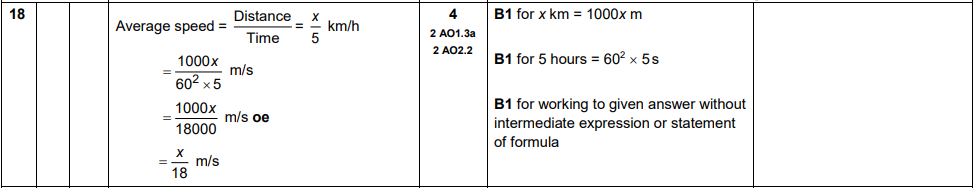 18
Average speed = Distance/Time = x/5 km/h
= 1000x/(60² × 5) m/s
= 1000x/18000 m/s oe
= x/18 m/s
4
2 AO1.3a
2 AO2.2
B1 for x km = 1000x m
B1 for 5 hours = 60² × 5 s
B1 for working to given answer without
intermediate expression or statement
of formula